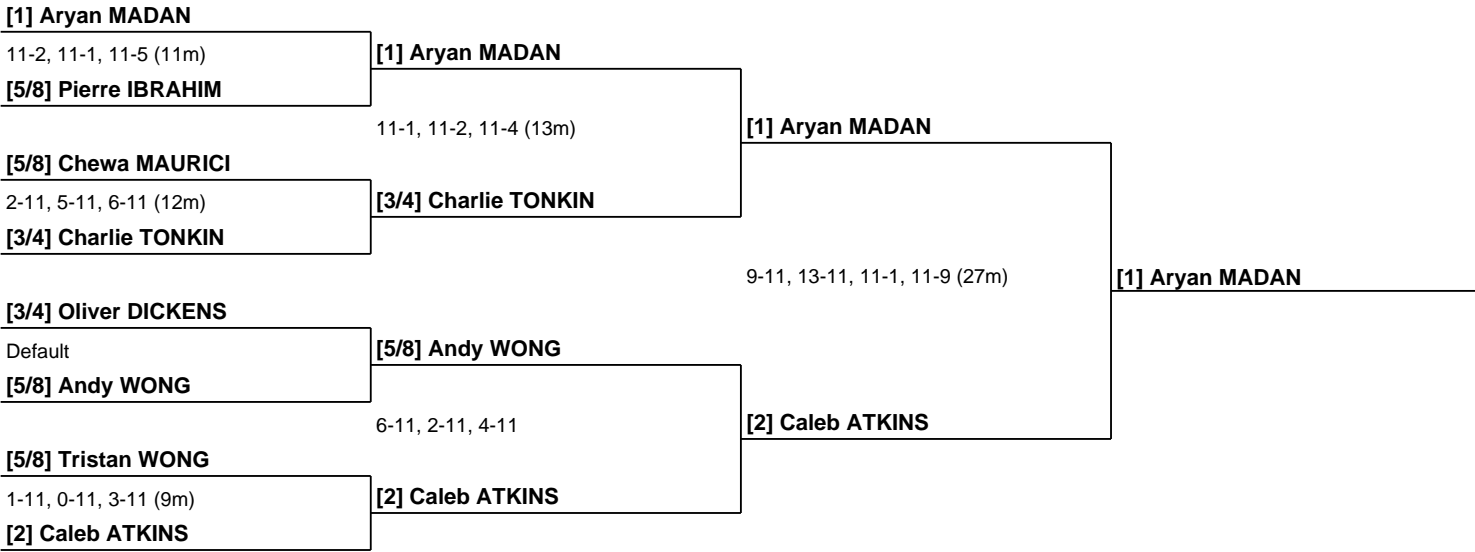 [1] Aryan MADAN
11-2, 11-1, 11-5 (11m)
[1] Aryan MADAN
[5/8] Pierre IBRAHIM
11-1, 11-2, 11-4 (13m)
[1] Aryan MADAN
[5/8] Chewa MAURICI
2-11, 5-11, 6-11 (12m)
[3/4] Charlie TONKIN
[3/4] Charlie TONKIN
9-11, 13-11, 11-1, 11-9 (27m)
[1] Aryan MADAN
[3/4] Oliver DICKENS
Default
[5/8] Andy WONG
[5/8] Andy WONG
6-11, 2-11, 4-11
[2] Caleb ATKINS
[5/8] Tristan WONG
1-11, 0-11, 3-11 (9m)
[2] Caleb ATKINS
[2] Caleb ATKINS